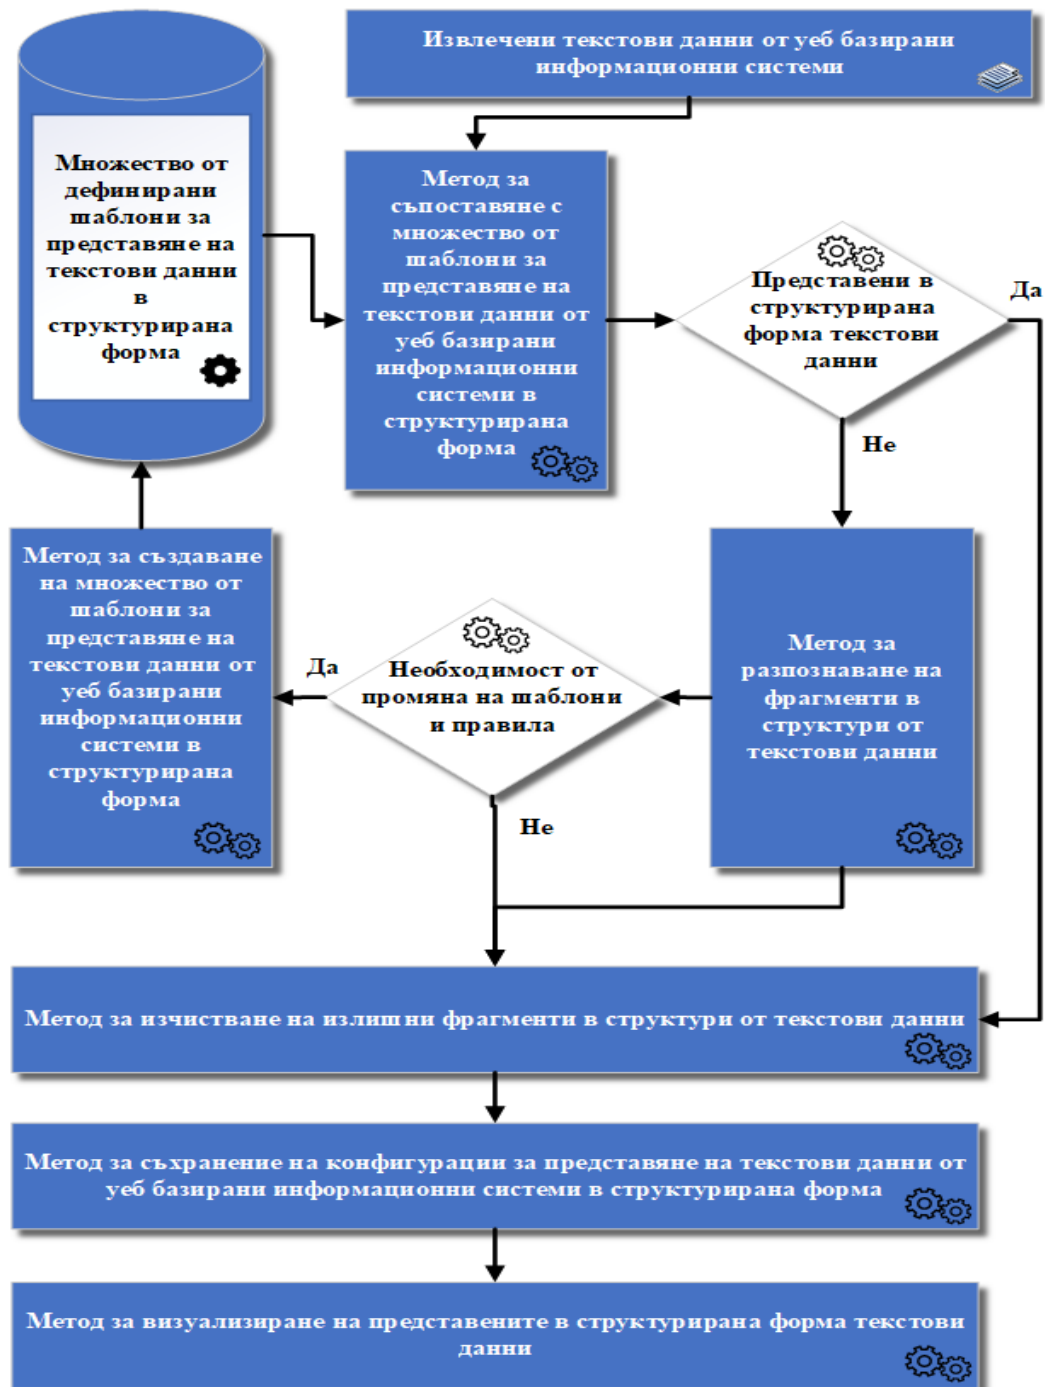 Извлечени текстови данни от уеб базирани
информационни системи
Множество от
дефинирани
шаблони за
представяне на
текстови данни
в
структурирана
форма
Метод за
съпоставяне с
множество от
шаблони за
представяне на
текстови данни от
уеб базирани
информационни
системи в
структурирана
форма
Представени в
структурирана
форма текстови
данни
Да
Не
Метод за създаване
на множество от
шаблони за
представяне на
текстови данни от
уеб базирани
информационни
системи в
структурирана
форма
Да
Необходимост от
промяна на шаблони
и правила
Не
Метод за
разпознаване на
фрагменти в
структури от
текстови данни
Метод за изчистване на излишни фрагменти в структури от текстови данни
Метод за съхранение на конфигурации за представяне на текстови данни от
уеб базирани информационни системи в структурирана форма
Метод за визуализиране на представените в структурирана форма текстови
данни